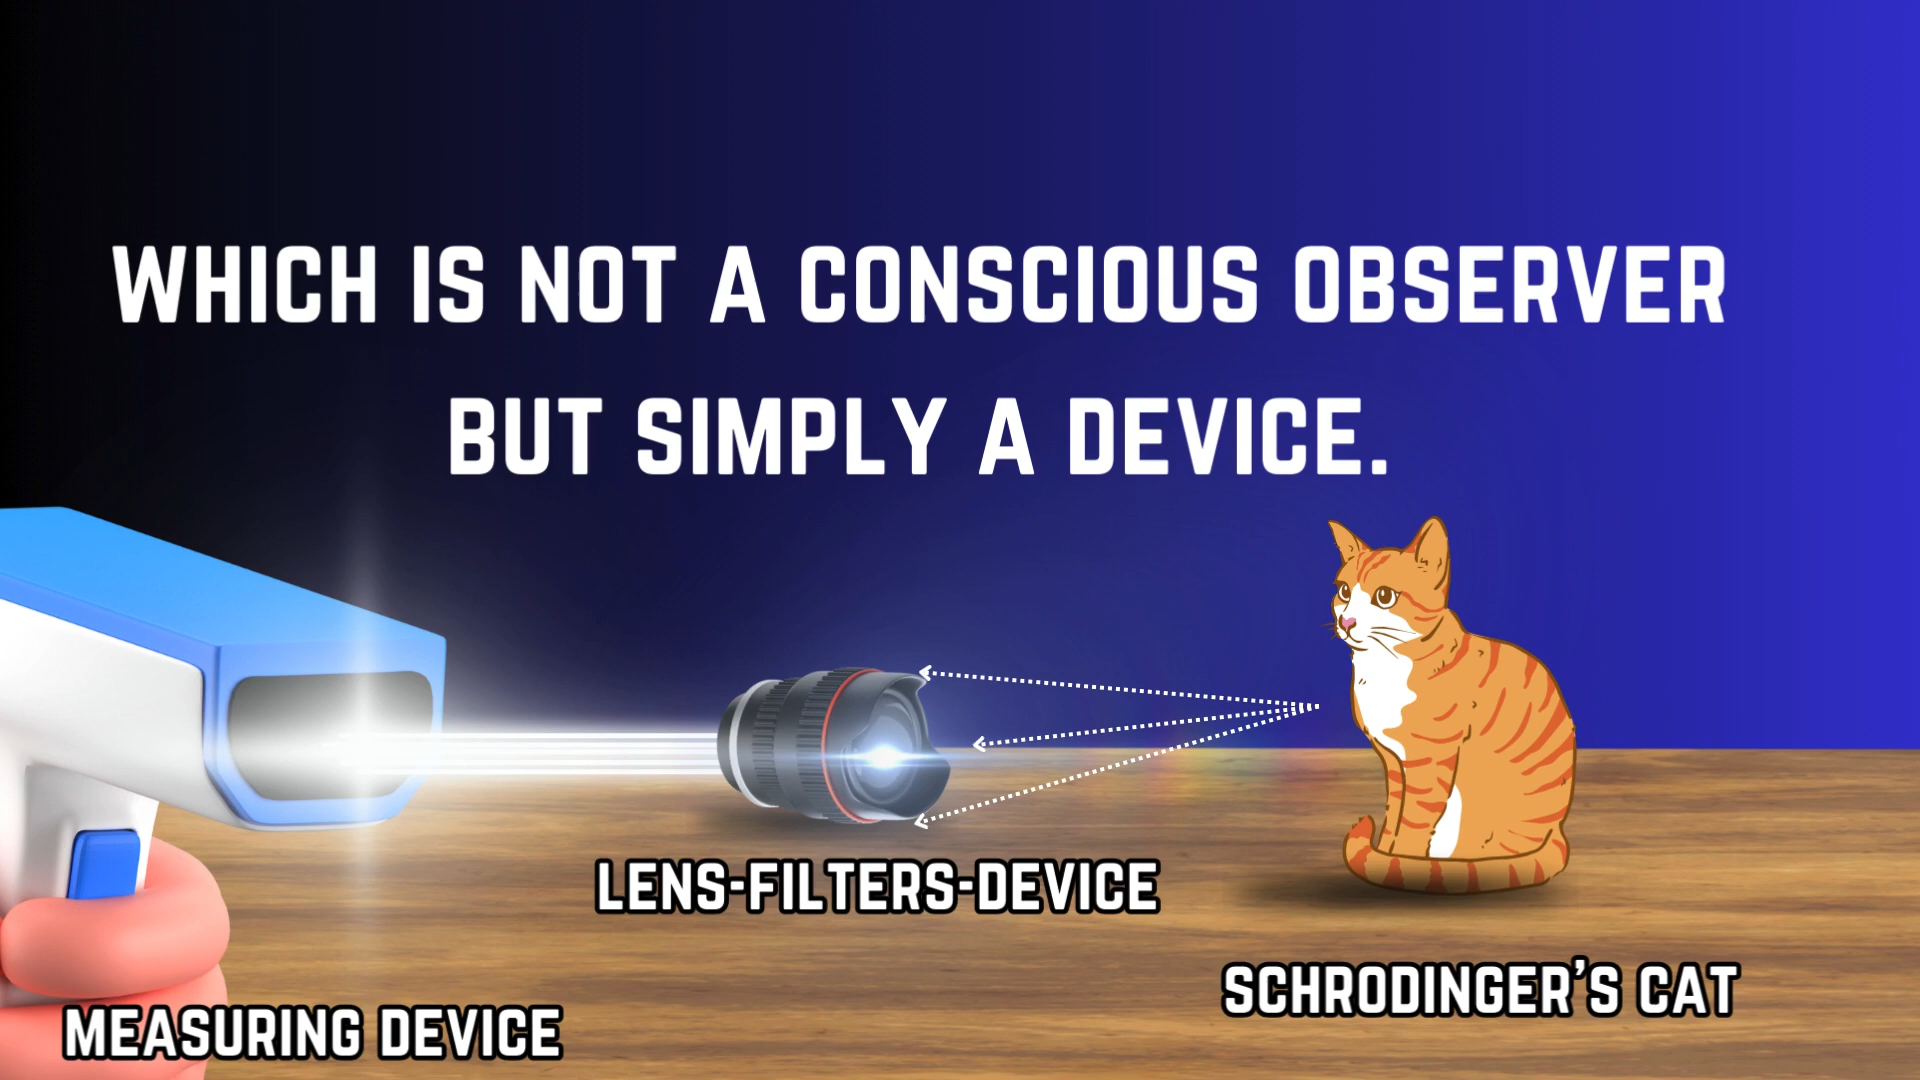 WHICH IS NOT A CONSCIOUS OBSERVER
BUT SIMPLY A DEVICE.
LENS-FILTERS-DEVICE
SCHRODINGER'S CAT
MEASURING DEVICE